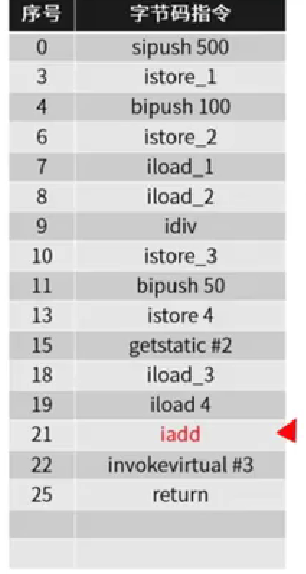 序号 字节码指令
0 sipush 500
3 istore_1
4 bipush 100
6 istore_2
7 iload_1
8 iload_2
9 idiv
10 istore_3
11 bipush 50
13 istore 4
15 getstatic #2
18 iload_3
19 iload 4
21 iadd
22 invokevirtual #3
25 return